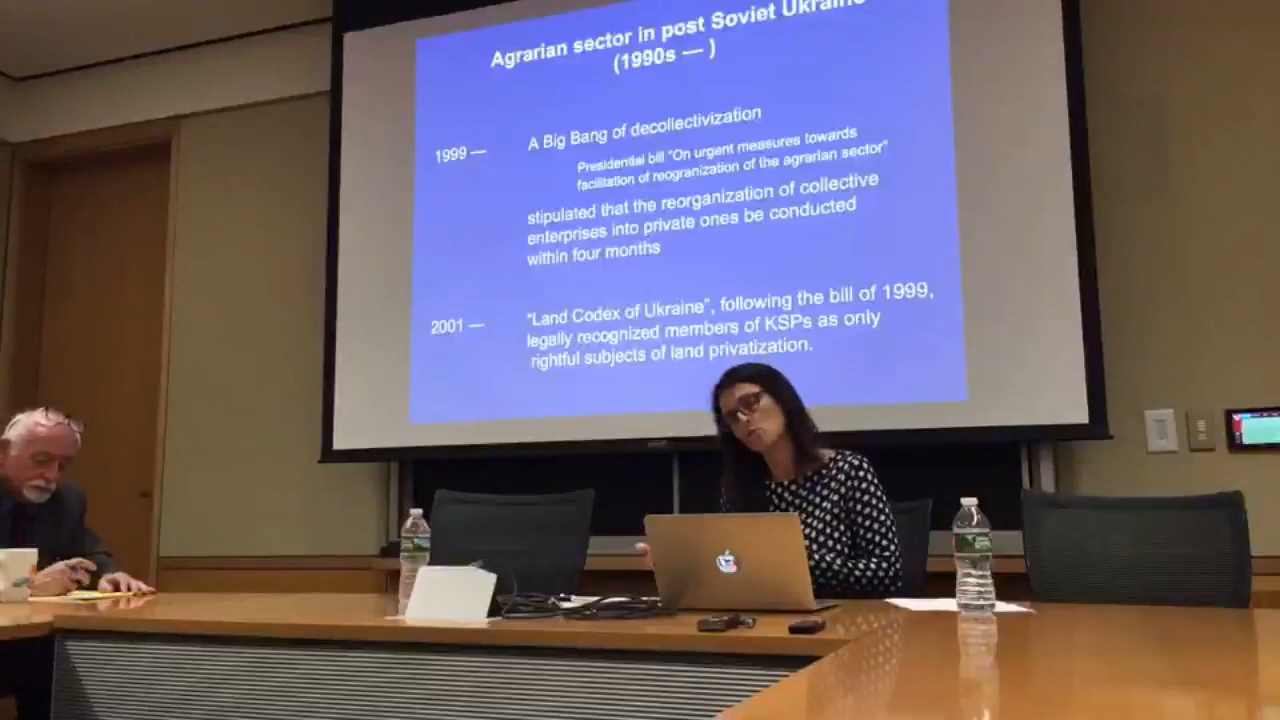 Agrarian sector in post Soviet Ukraine
(1990s — )
1999 —
A Big Bang of decollectivization
Presidential bill "On urgent measures towards
facilitation of reogranization of the agrarian sector"
stipulated that the reorganization of collective
enterprises into private ones be conducted
within four months
2001 —
"Land Codex of Ukraine", following the bill of 1999,
legally recognized members of KSPs as only
rightful subjects of land privatization.